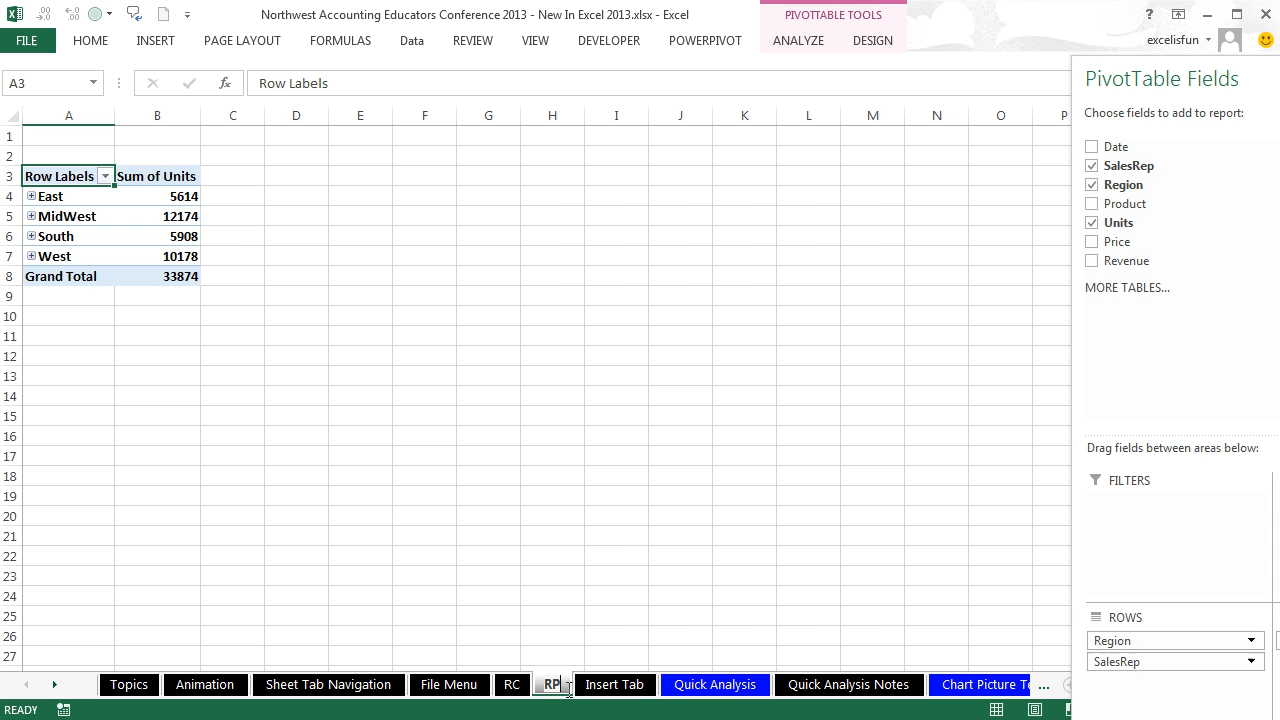 Northwest Accounting Educators Conference 2013 - New In Excel 2013.xlsx - Excel
PIVOTTABLE TOOLS
FILE HOME INSERT PAGE LAYOUT FORMULAS Data REVIEW VIEW DEVELOPER POWERPIVOT ANALYZE DESIGN excelisfun
A3 fx Row Labels
PivotTable Fields
Choose fields to add to report:
Date
SalesRep
Region
Product
Units
Price
Revenue
MORE TABLES...
Drag fields between areas below:
FILTERS
ROWS
Region
SalesRep
A B C D E F G H I J K L M N O P
1
2
3 Row Labels Sum of Units
4 East 5614
5 MidWest 12174
6 South 5908
7 West 10178
8 Grand Total 33874
9
10
11
12
13
14
15
16
17
18
19
20
21
22
23
24
25
26
27
Topics Animation Sheet Tab Navigation File Menu RC RP Insert Tab Quick Analysis Quick Analysis Notes Chart Picture Te ...
READY